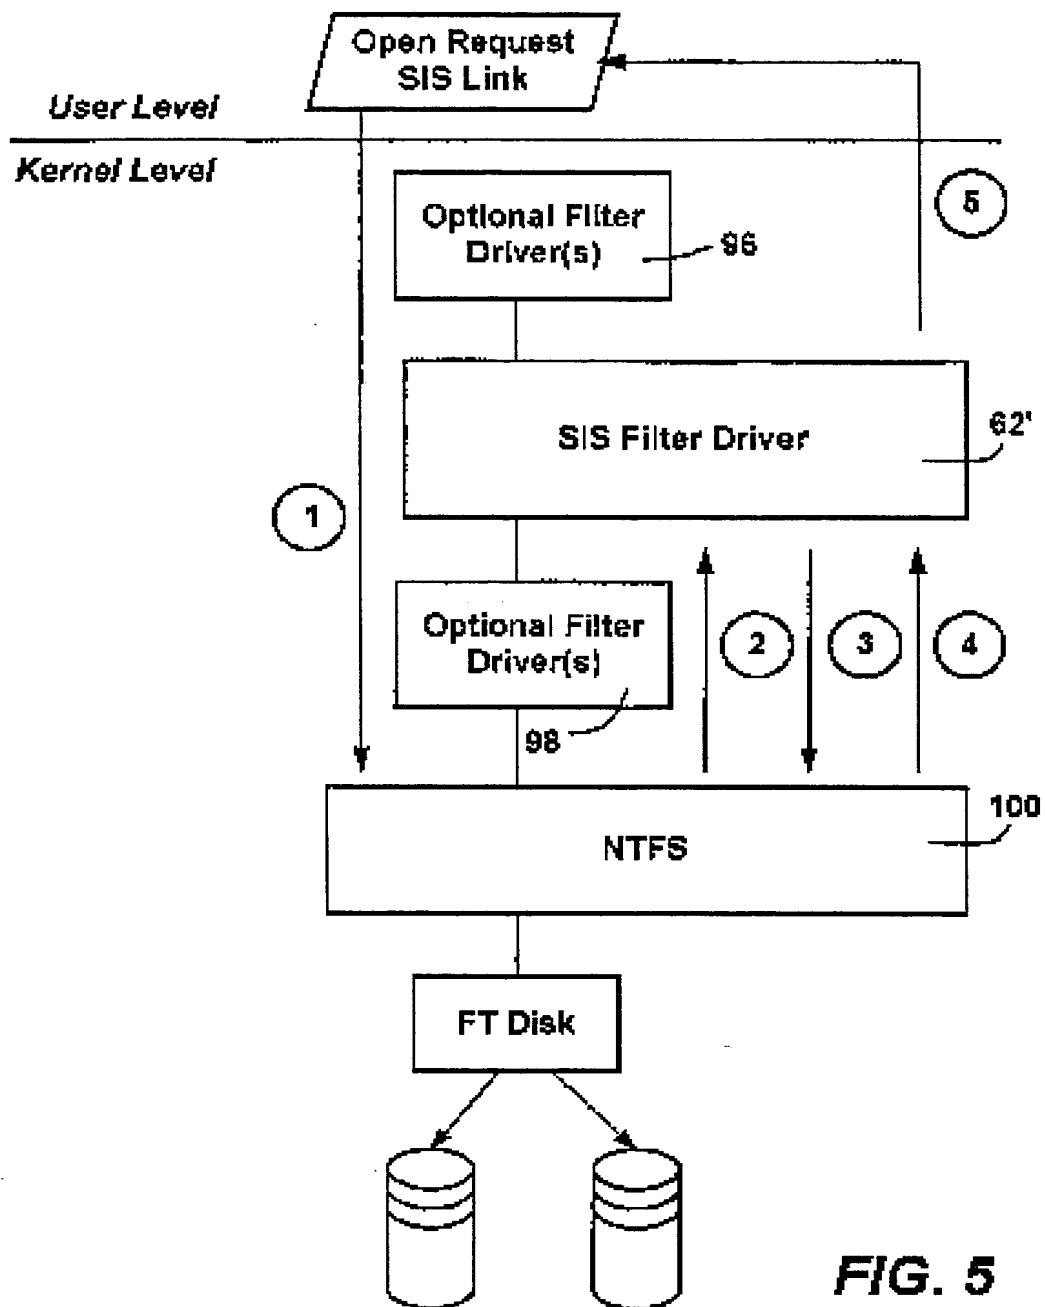 Open Request
SIS Link
User Level
Kernel Level
5
Optional Filter
Driver(s)
96
SIS Filter Driver
62'
1
Optional Filter
Driver(s)
98
2
3
4
NTFS
100
FT Disk
FIG. 5